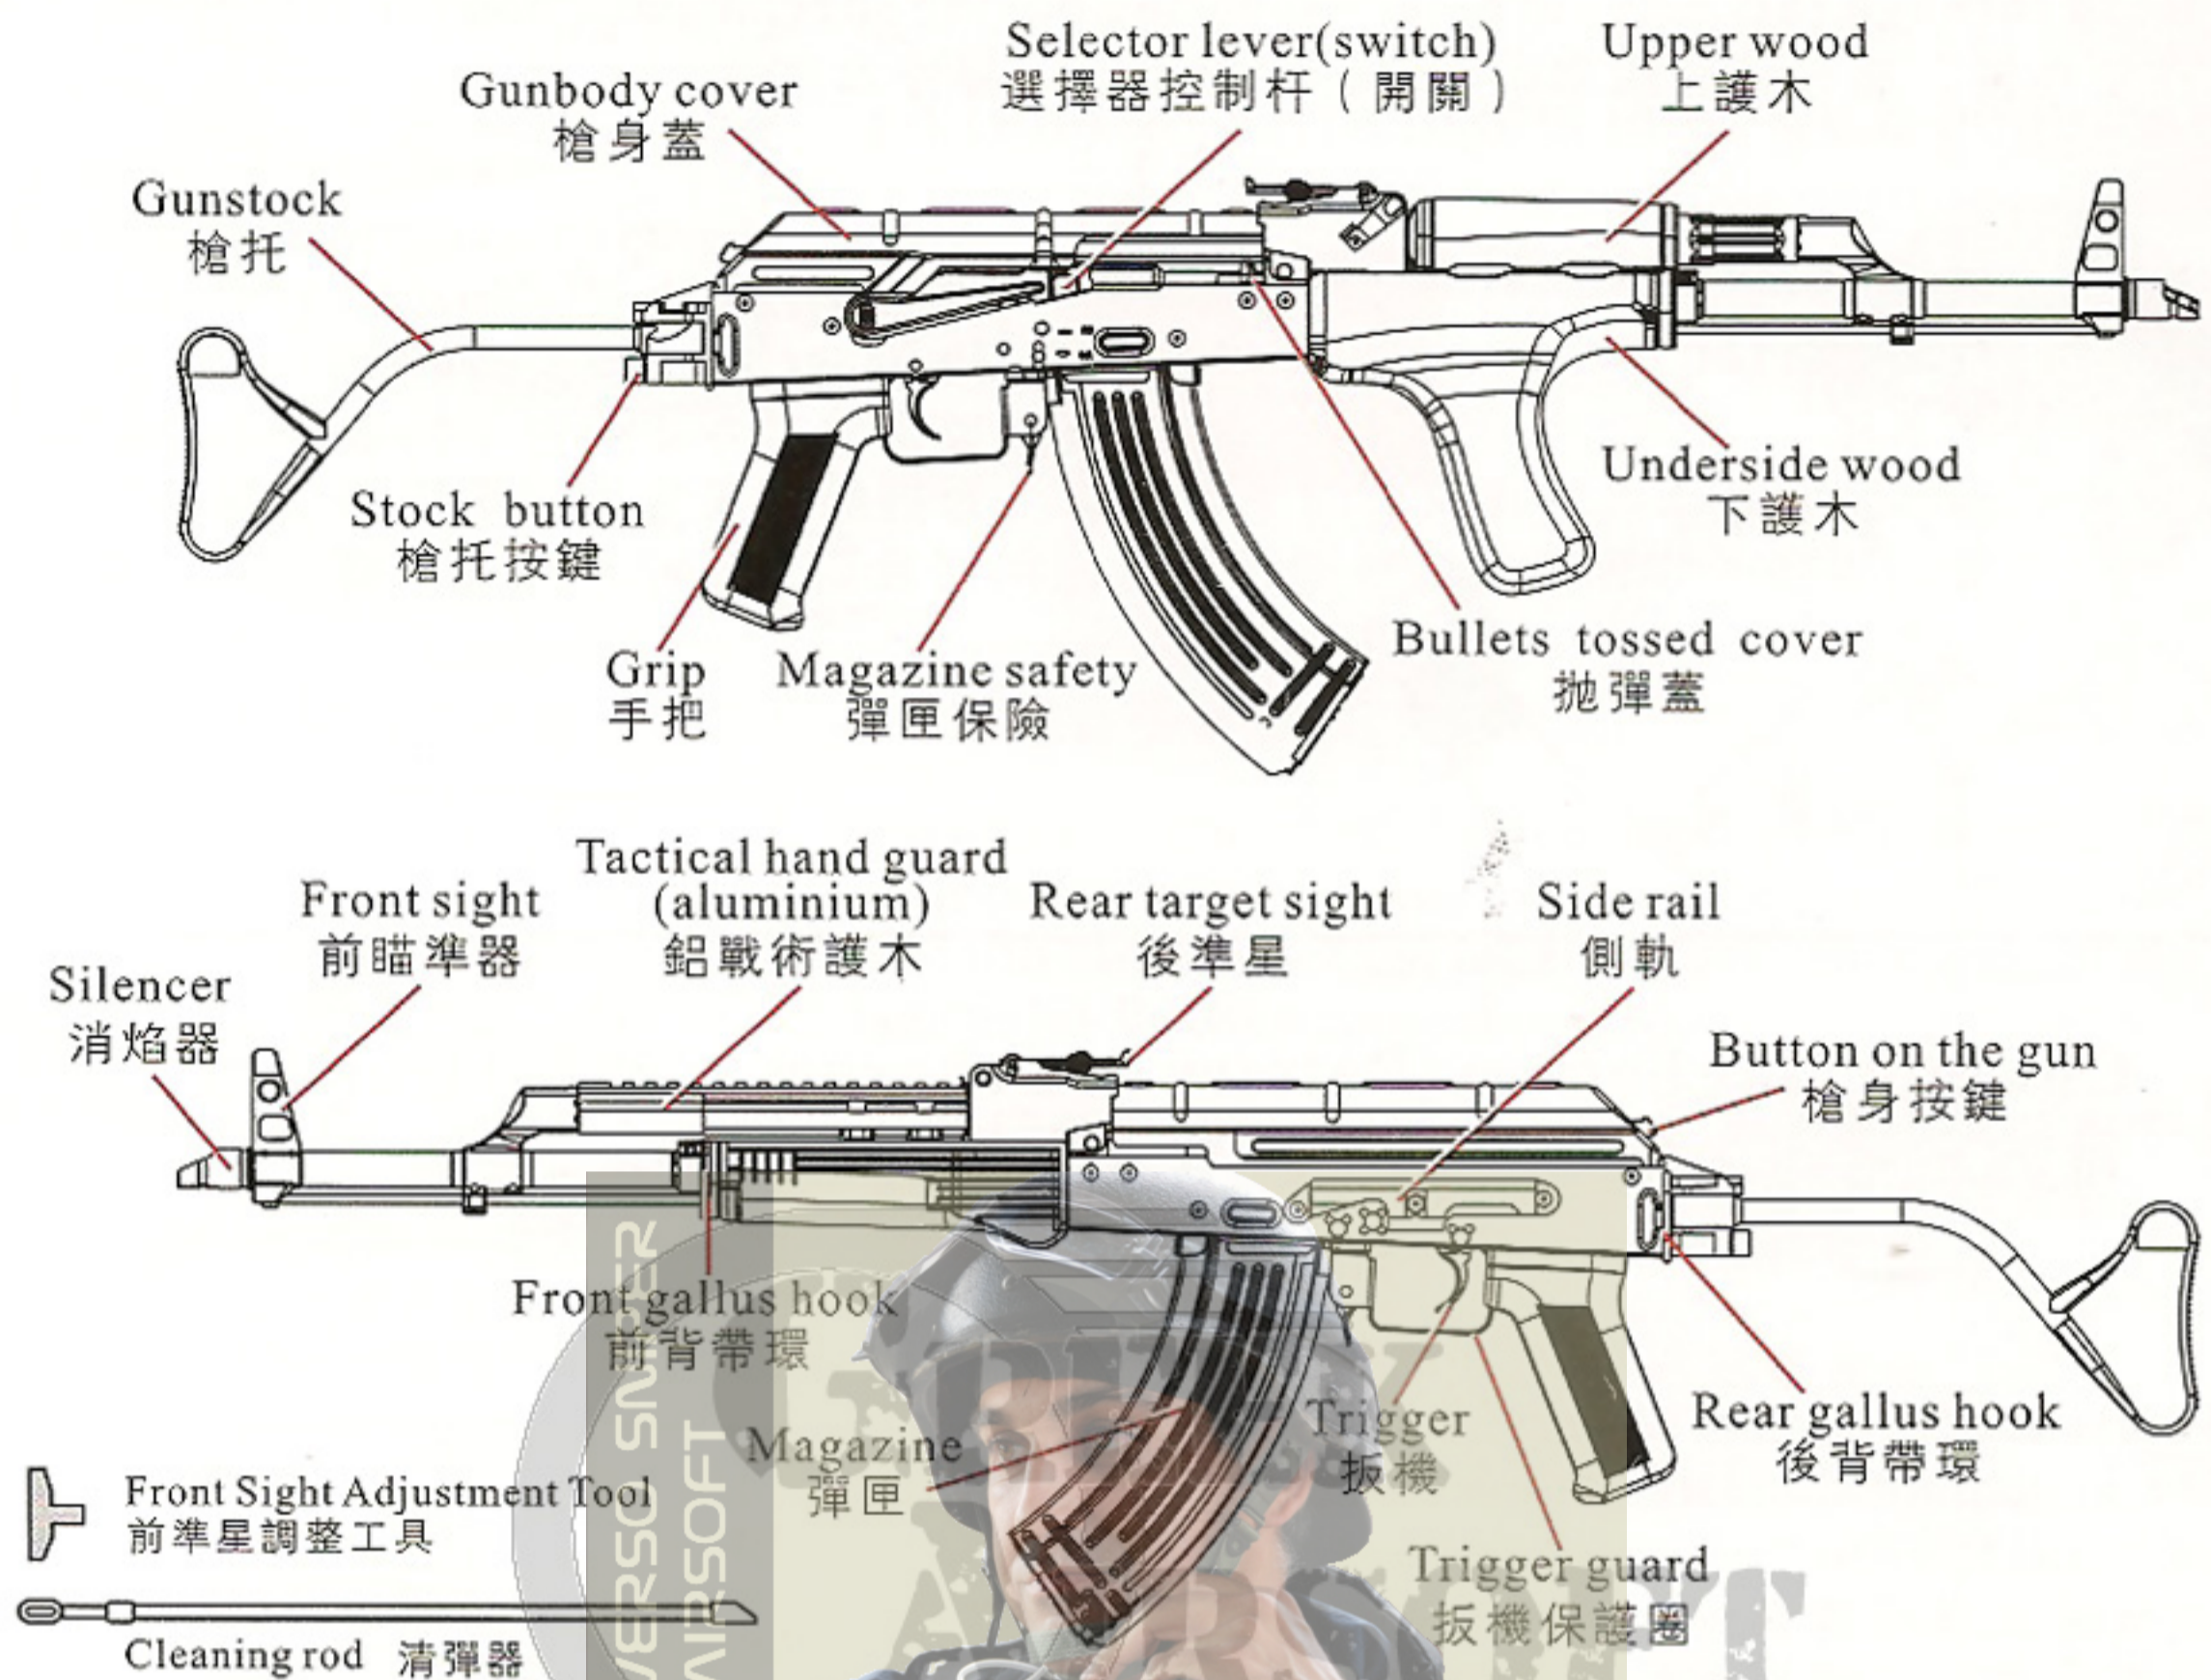 Selector lever(switch)
選擇器控制杆（開關）
Upper wood
上護木
Gunbody cover
槍身蓋
Gunstock
槍托
Stock button
槍托按鍵
Underside wood
下護木
Grip
手把
Magazine safety
彈匣保險
Bullets tossed cover
拋彈蓋
Tactical hand guard
(aluminium)
鋁戰術護木
Front sight
前瞄準器
Rear target sight
後準星
Side rail
側軌
Silencer
消焰器
Button on the gun
槍身按鍵
Front gallus hook
前背帶環
Magazine
彈匣
Trigger
扳機
Rear gallus hook
後背帶環
Front Sight Adjustment Tool
前準星調整工具
Trigger guard
扳機保護圈
Cleaning rod 清彈器
VERSO SNIPER
AIRSOFT
GREEK
AIRSOFT